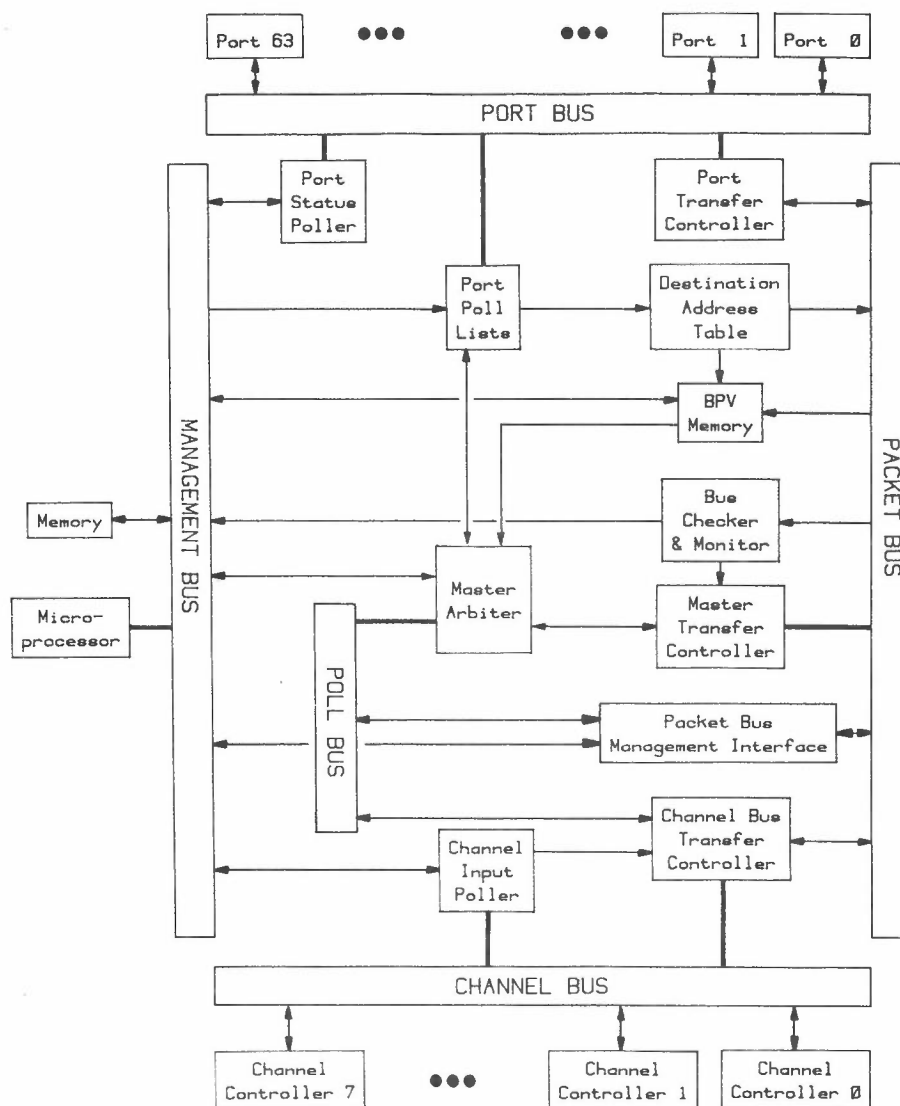 Port 63
Port 1
Port 0
PORT BUS
Port
Status
Poller
Port
Transfer
Controller
Port
Poll
Lists
Destination
Address
Table
BPV
Memory
MANAGEMENT BUS
PACKET BUS
Memory
Bus
Checker
& Monitor
Micro-
processor
Master
Arbiter
Master
Transfer
Controller
POLL BUS
Packet Bus
Management Interface
Channel Bus
Transfer
Controller
Channel
Input
Poller
CHANNEL BUS
Channel
Controller 7
Channel
Controller 1
Channel
Controller 0